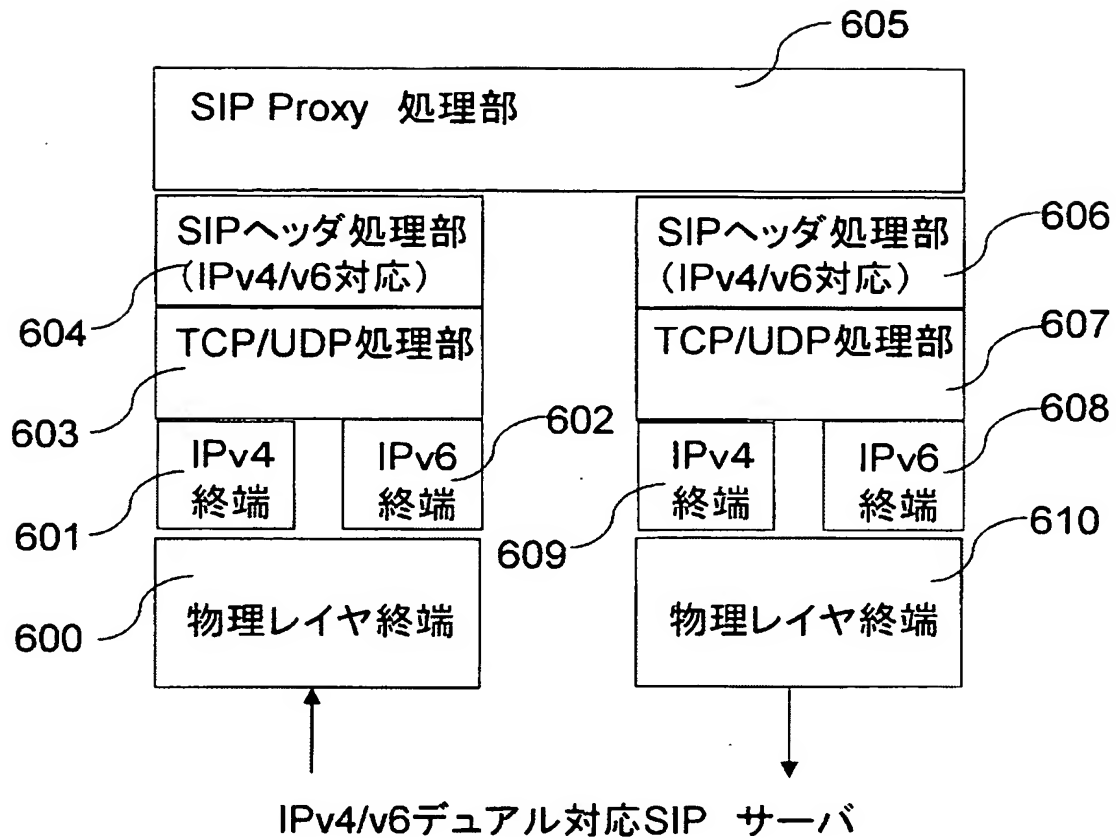 605
SIP Proxy 処理部
SIPヘッダ処理部
(IPv4/v6対応)
SIPヘッダ処理部
(IPv4/v6対応)
606
604
TCP/UDP処理部
TCP/UDP処理部
607
603
602
608
IPv4
終端
IPv6
終端
IPv4
終端
IPv6
終端
601
609
610
物理レイヤ終端
物理レイヤ終端
600
IPv4/v6デュアル対応SIP サーバ